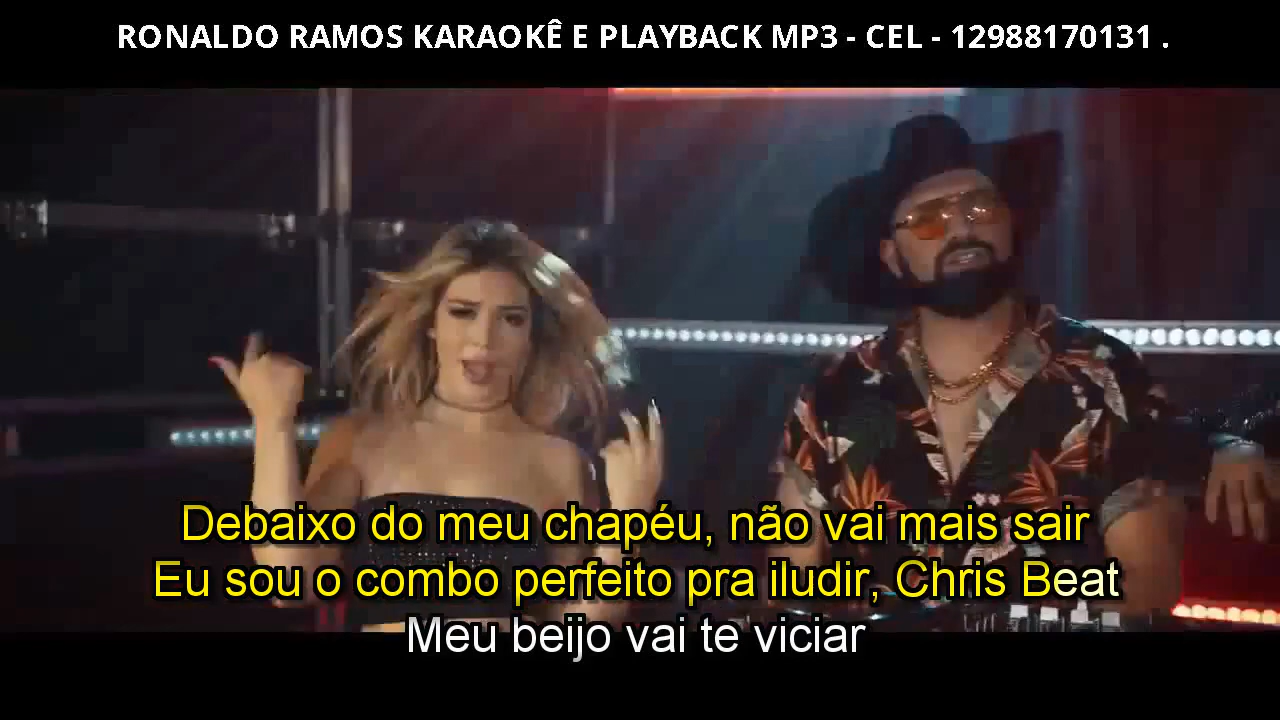 RONALDO RAMOS KARAOKÊ E PLAYBACK MP3 - CEL - 12988170131 .
Debaixo do meu chapéu, não vai mais sair
Eu sou o combo perfeito pra iludir, Chris Beat
Meu beijo vai te viciar